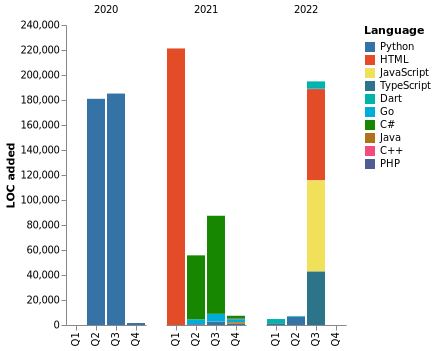 2020 2021 2022
Language
Python
HTML
JavaScript
TypeScript
Dart
Go
C#
Java
C++
PHP
LOC added
240,000
220,000
200,000
180,000
160,000
140,000
120,000
100,000
80,000
60,000
40,000
20,000
0
Q1 Q2 Q3 Q4 Q1 Q2 Q3 Q4 Q1 Q2 Q3 Q4